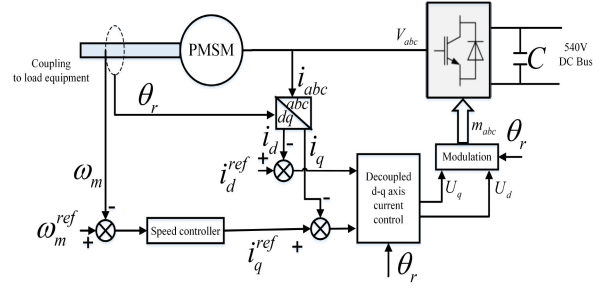 V_abc
540V
DC Bus
C
PMSM
Coupling
to load equipment
i_abc
θ_r
abc
dq
m_abc
θ_r
i_d
-
i_q
ω_m
+
i_d^ref
Decoupled
d-q axis
current
control
Modulation
U_q
U_d
-
-
ω_m^ref
+
Speed controller
i_q^ref
+
θ_r